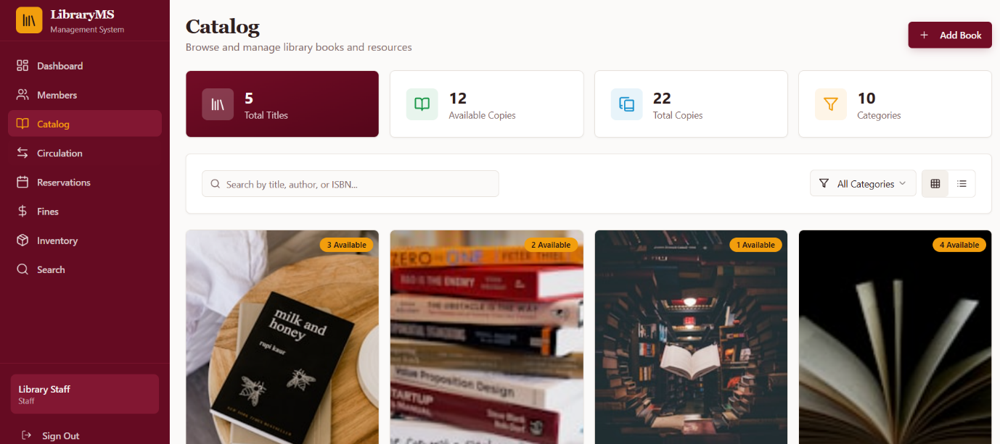 LibraryMS
Management System
Dashboard
Members
Catalog
Circulation
Reservations
Fines
Inventory
Search
Library Staff
Staff
Sign Out
Catalog
Browse and manage library books and resources
+ Add Book
5
Total Titles
12
Available Copies
22
Total Copies
10
Categories
Search by title, author, or ISBN...
All Categories
3 Available
milk and
honey
rupi kaur
2 Available
ZERO TO ONE PETER THIEL
EGO IS THE ENEMY
THE OBSTACLE IS THE WAY
Value Proposition Design
STARTUP
MANUAL
Steve Blank
1 Available
4 Available